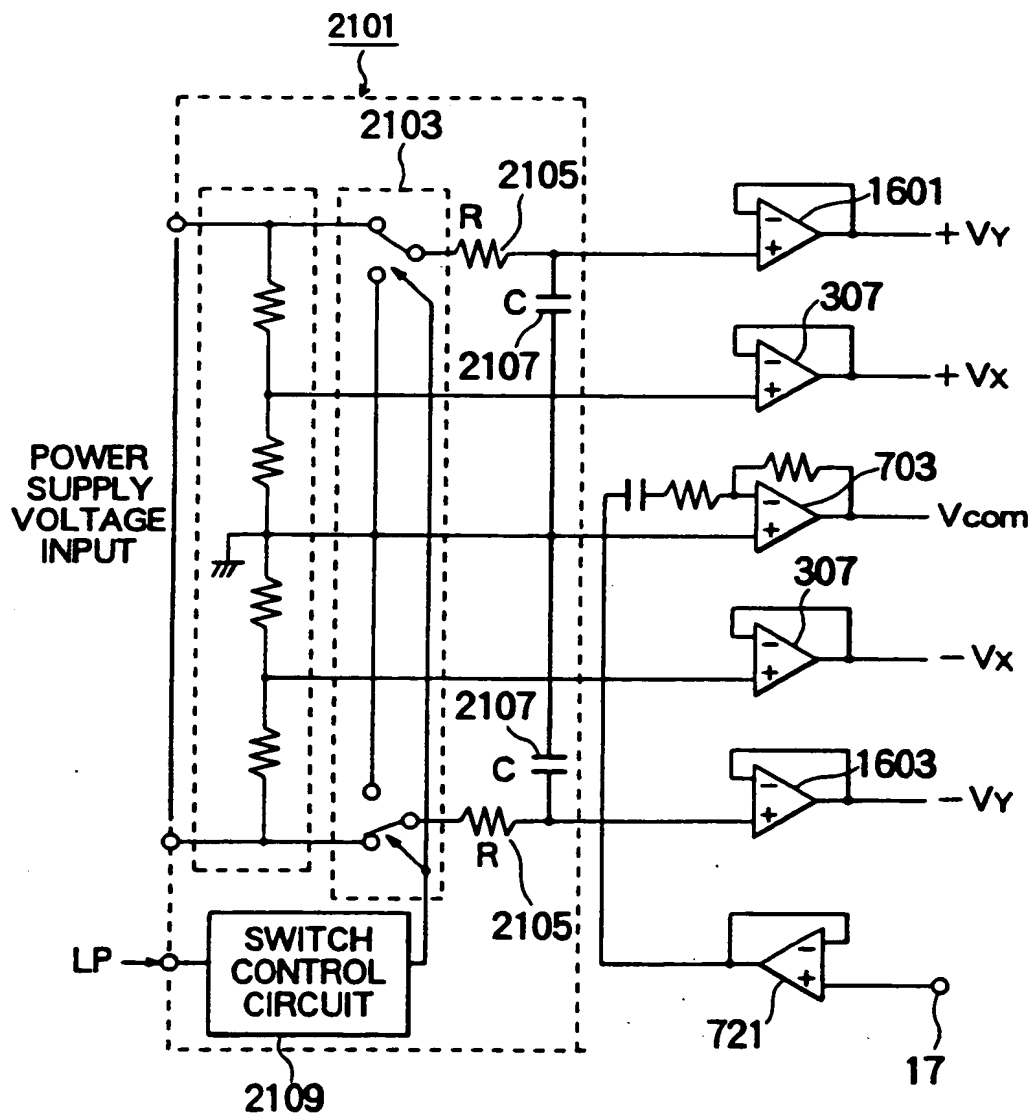 2101
2103
2105
R
1601
- +
+VY
C
2107
307
- +
+VX
POWER
SUPPLY
VOLTAGE
INPUT
703
- +
Vcom
307
- +
-VX
2107
C
1603
- +
-VY
R
2105
LP
SWITCH
CONTROL
CIRCUIT
- +
721
17
2109